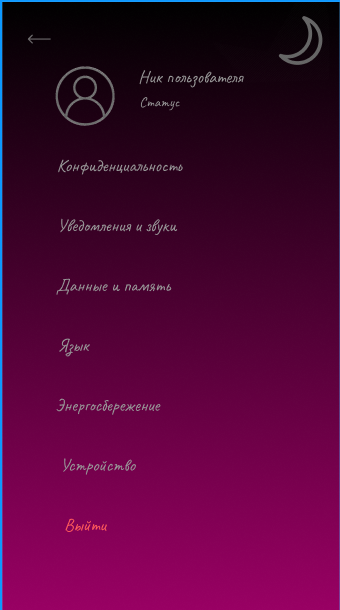 Ник пользователя
Статус
Конфиденциальность
Уведомления и звуки
Данные и память
Язык
Энергосбережение
Устройство
Выйти